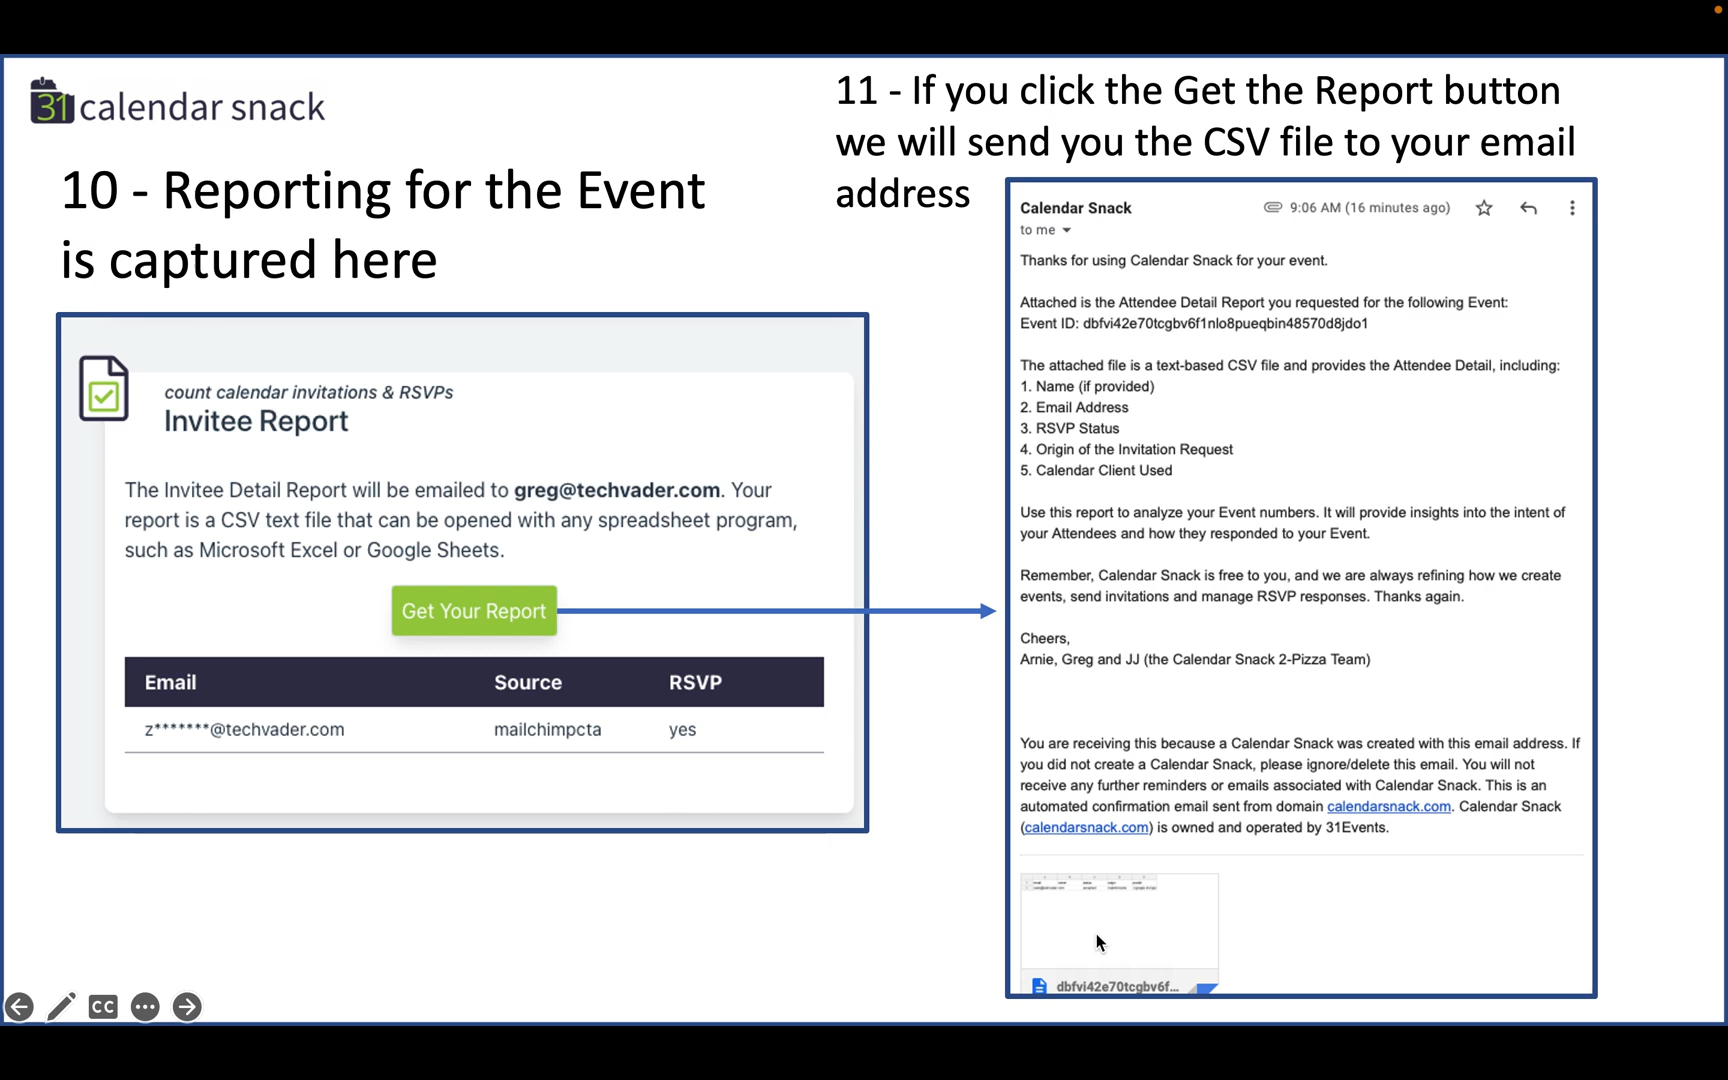 31 calendar snack
10 - Reporting for the Event
is captured here
11 - If you click the Get the Report button
we will send you the CSV file to your email
address
count calendar invitations & RSVPs
Invitee Report
The Invitee Detail Report will be emailed to greg@techvader.com. Your
report is a CSV text file that can be opened with any spreadsheet program,
such as Microsoft Excel or Google Sheets.
Get Your Report
Email Source RSVP
z*******@techvader.com mailchimpcta yes
Calendar Snack 9:06 AM (16 minutes ago)
to me
Thanks for using Calendar Snack for your event.
Attached is the Attendee Detail Report you requested for the following Event:
Event ID: dbfvi42e70tcgbv6f1nlo8pueqbin48570d8jdo1
The attached file is a text-based CSV file and provides the Attendee Detail, including:
1. Name (if provided)
2. Email Address
3. RSVP Status
4. Origin of the Invitation Request
5. Calendar Client Used
Use this report to analyze your Event numbers. It will provide insights into the intent of
your Attendees and how they responded to your Event.
Remember, Calendar Snack is free to you, and we are always refining how we create
events, send invitations and manage RSVP responses. Thanks again.
Cheers,
Arnie, Greg and JJ (the Calendar Snack 2-Pizza Team)
You are receiving this because a Calendar Snack was created with this email address. If
you did not create a Calendar Snack, please ignore/delete this email. You will not
receive any further reminders or emails associated with Calendar Snack. This is an
automated confirmation email sent from domain calendarsnack.com. Calendar Snack
(calendarsnack.com) is owned and operated by 31Events.
dbfvi42e70tcgbv6f...
CC